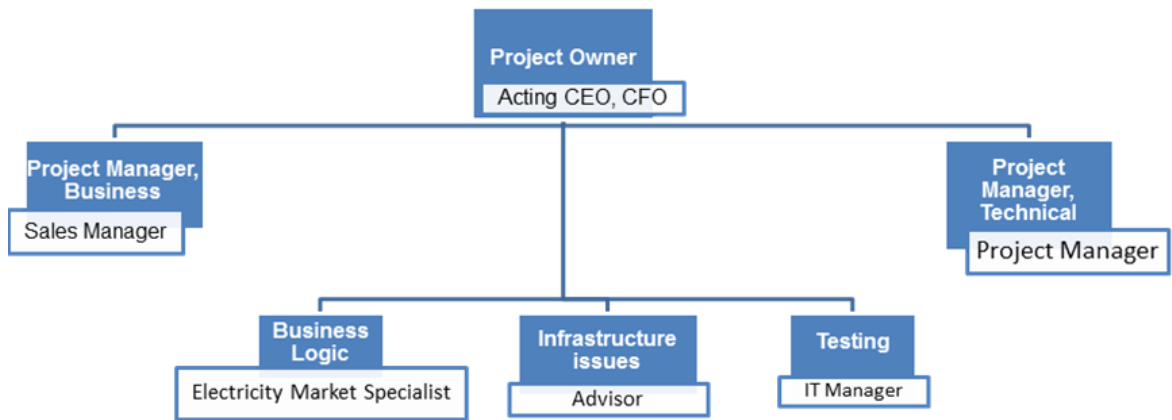 Project Owner
Acting CEO, CFO
Project Manager,
Business
Sales Manager
Project
Manager,
Technical
Project Manager
Business
Logic
Electricity Market Specialist
Infrastructure
issues
Advisor
Testing
IT Manager